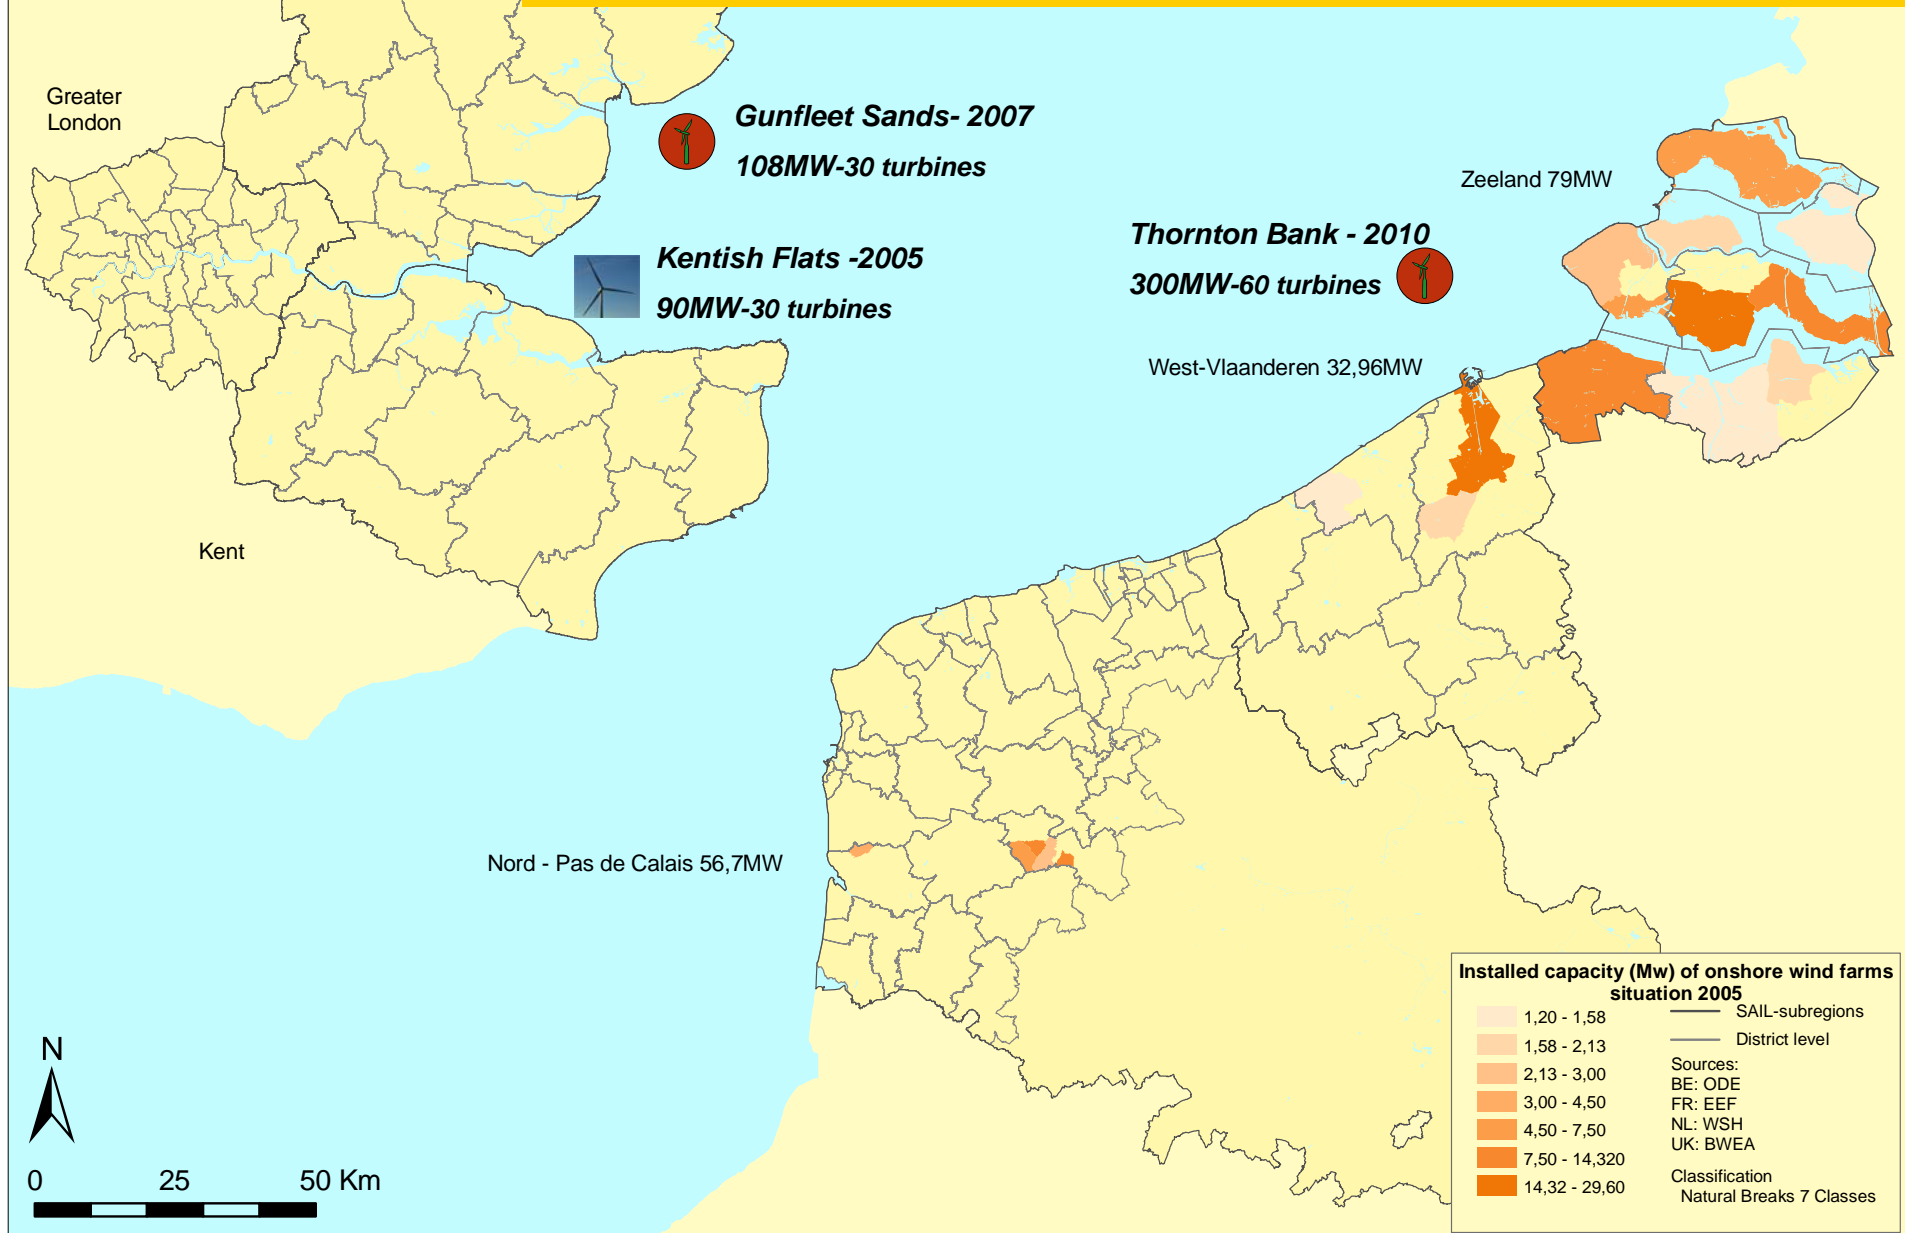 Greater
London
Gunfleet Sands- 2007
108MW-30 turbines
Zeeland 79MW
Thornton Bank - 2010
300MW-60 turbines
Kentish Flats -2005
90MW-30 turbines
West-Vlaanderen 32,96MW
Kent
Nord - Pas de Calais 56,7MW
N
0 25 50 Km
Installed capacity (Mw) of onshore wind farms
situation 2005
1,20 - 1,58
1,58 - 2,13
2,13 - 3,00
3,00 - 4,50
4,50 - 7,50
7,50 - 14,320
14,32 - 29,60
SAIL-subregions
District level
Sources:
BE: ODE
FR: EEF
NL: WSH
UK: BWEA
Classification
Natural Breaks 7 Classes